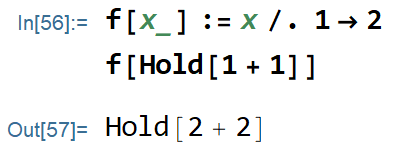 In[56]:= f[x_] := x /. 1 → 2
f[Hold[1 + 1]]
Out[57]= Hold[2 + 2]